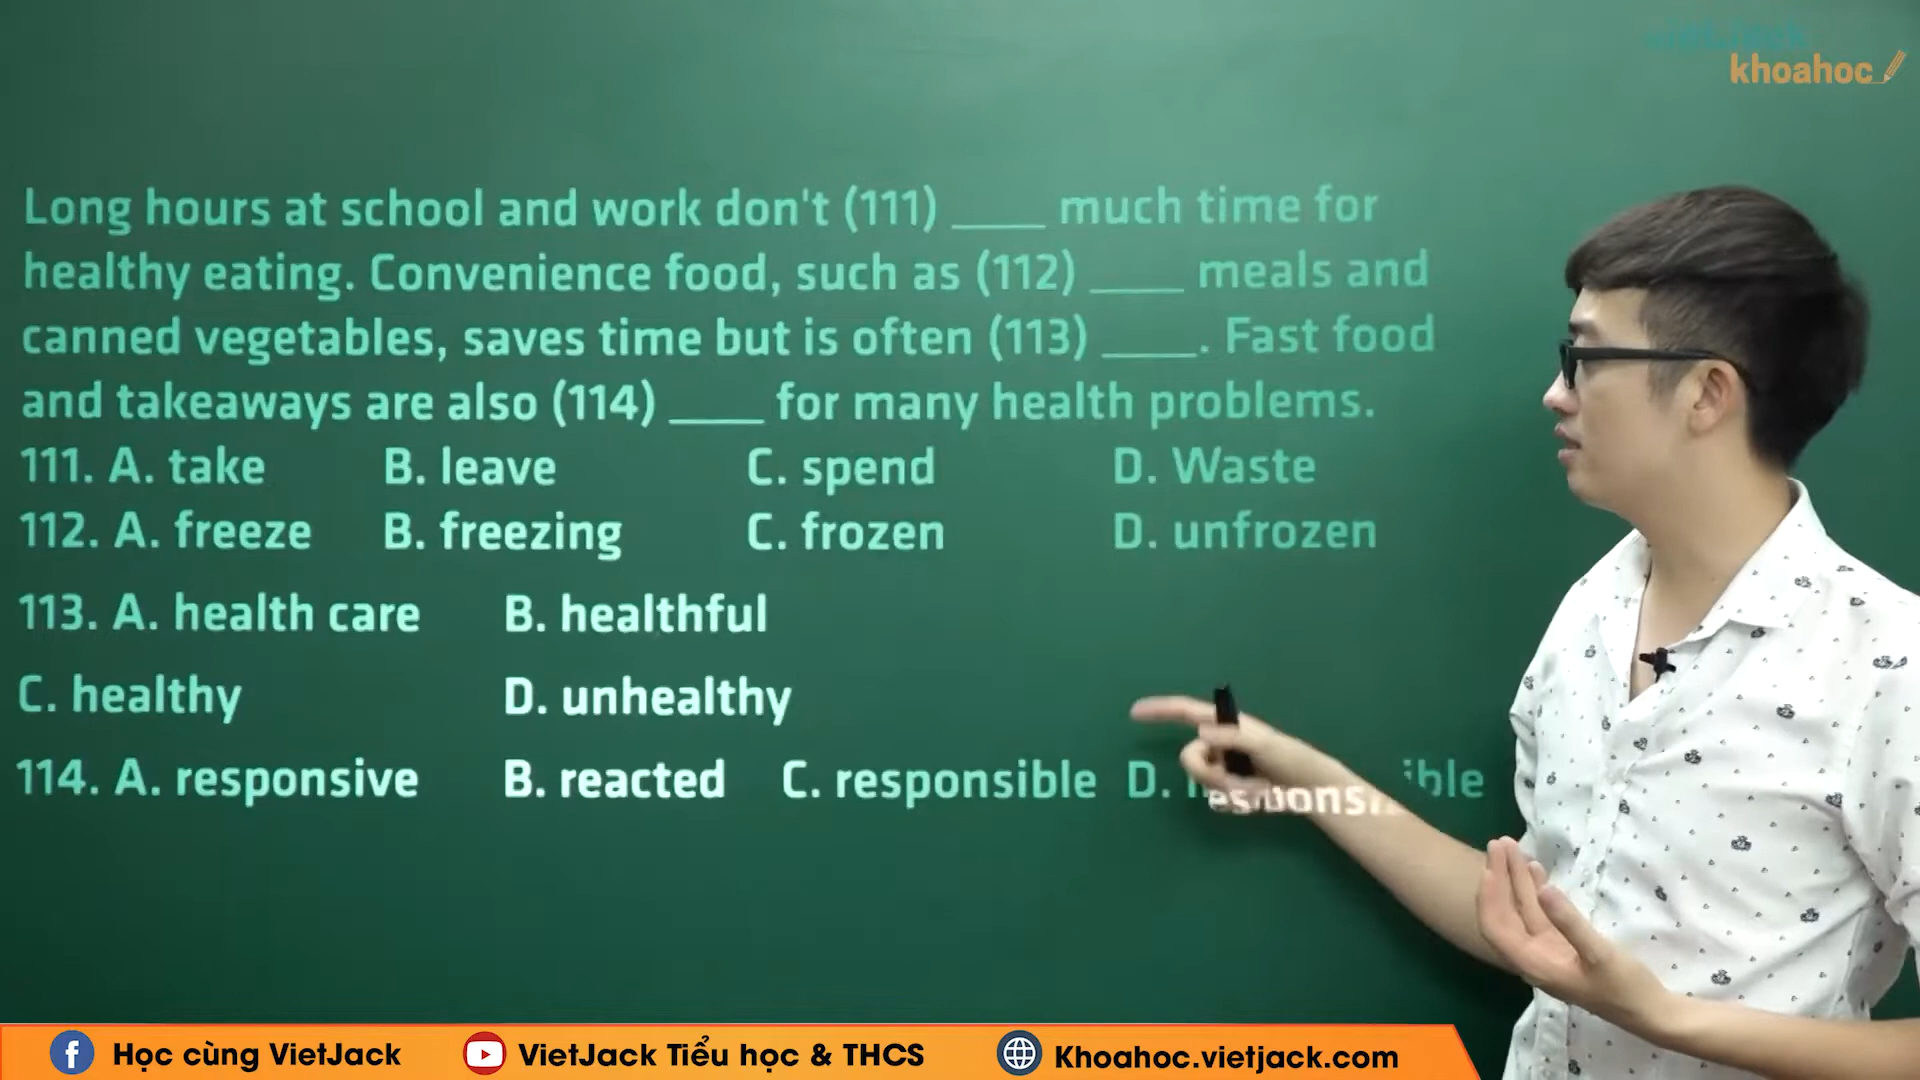 khoahoc
Long hours at school and work don't (111) ____ much time for
healthy eating. Convenience food, such as (112) ____ meals and
canned vegetables, saves time but is often (113) ____. Fast food
and takeaways are also (114) ____ for many health problems.
111. A. take B. leave C. spend D. Waste
112. A. freeze B. freezing C. frozen D. unfrozen
113. A. health care B. healthful
C. healthy D. unhealthy
114. A. responsive B. reacted C. responsible D.
Học cùng VietJack VietJack Tiểu học & THCS Khoahoc.vietjack.com